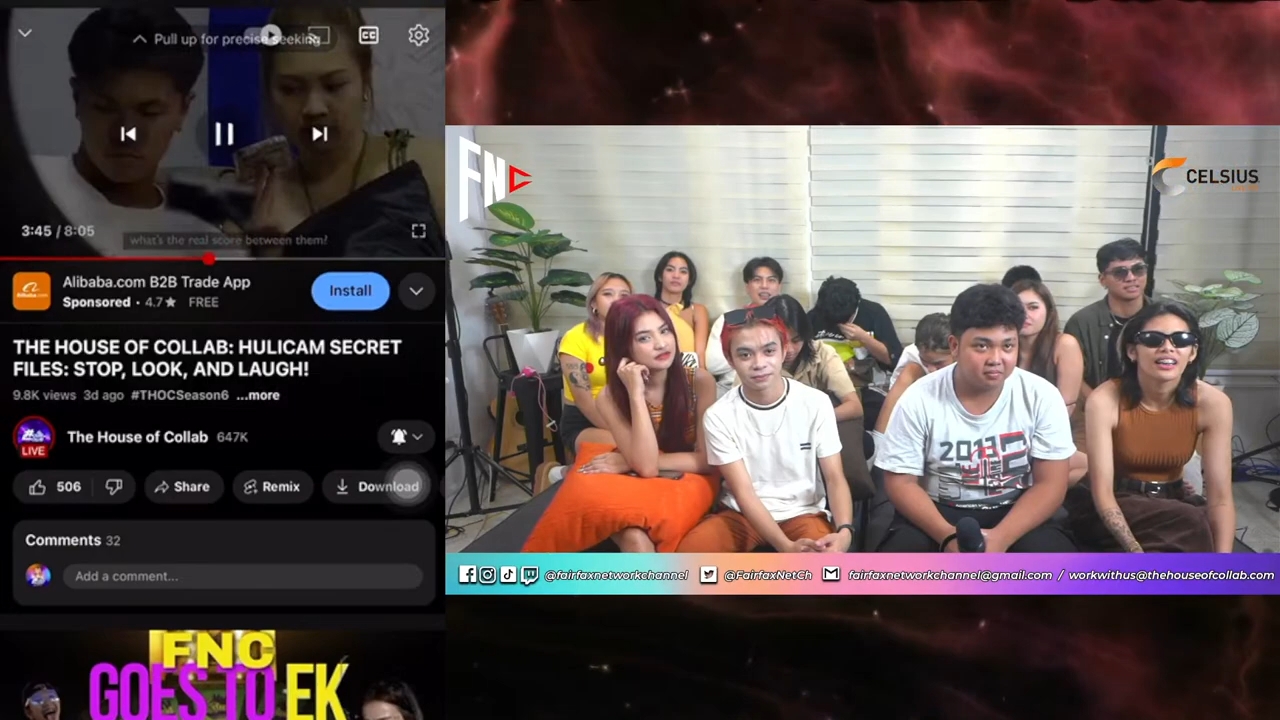 Pull up for precise seeking
CC
3:45 / 8:05
what's the real score between them?
Alibaba.com B2B Trade App
Sponsored • 4.7★ FREE
Install
THE HOUSE OF COLLAB: HULICAM SECRET
FILES: STOP, LOOK, AND LAUGH!
9.8K views 3d ago #THOCSeason6 ...more
The House of Collab 647K
LIVE
506
Share
Remix
Download
Comments 32
Add a comment...
FNC
GOES TO EK
FNC
CELSIUS
2013
@fairfaxnetworkchannel @FairfaxNetCh fairfaxnetworkchannel@gmail.com / workwithus@thehouseofcollab.com